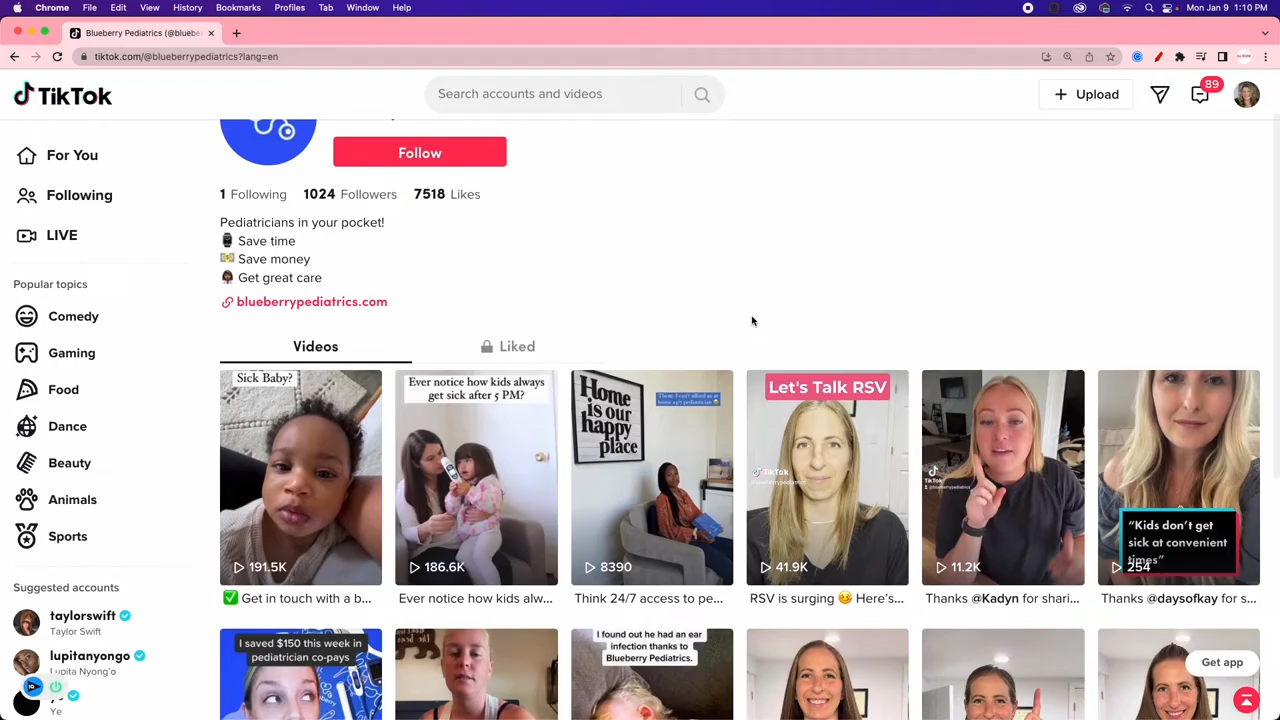 Chrome File Edit View History Bookmarks Profiles Tab Window Help
Mon Jan 9 1:10 PM
Blueberry Pediatrics (@bluebe
tiktok.com/@blueberrypediatrics?lang=en
TikTok
Search accounts and videos
Upload
89
For You
Following
LIVE
Popular topics
Comedy
Gaming
Food
Dance
Beauty
Animals
Sports
Suggested accounts
taylorswift
Taylor Swift
lupitanyongo
Lupita Nyong'o
Ye
Follow
1 Following 1024 Followers 7518 Likes
Pediatricians in your pocket!
Save time
Save money
Get great care
blueberrypediatrics.com
Videos
Liked
Sick Baby?
191.5K
Get in touch with a b...
Ever notice how kids always
get sick after 5 PM?
186.6K
Ever notice how kids alw...
Home
is our
happy
place
8390
Think 24/7 access to pe...
Let's Talk RSV
TikTok
41.9K
RSV is surging Here's...
TikTok
@blueberrypediatrics
11.2K
Thanks @Kadyn for shari...
"Kids don't get
sick at convenient
times"
254
Thanks @daysofkay for s...
I saved $150 this week in
pediatrician co-pays
I found out he had an ear
infection thanks to
Blueberry Pediatrics.
Get app